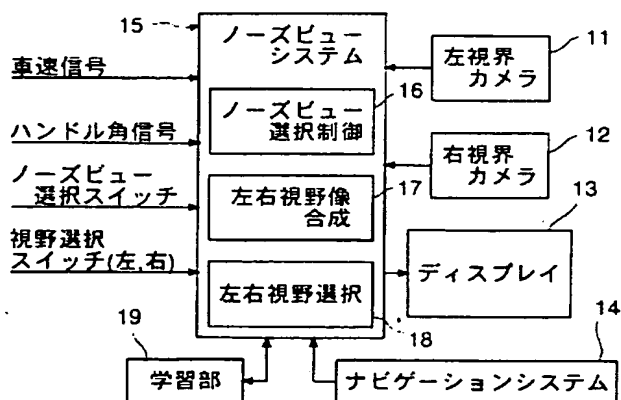 15
ノーズビュー
システム
11
左視界
カメラ
車速信号
16
ノーズビュー
選択制御
ハンドル角信号
12
右視界
カメラ
ノーズビュー
選択スイッチ
17
左右視野像
合成
13
視野選択
スイッチ(左,右)
ディスプレイ
左右視野選択
18
14
19
学習部
ナビゲーションシステム